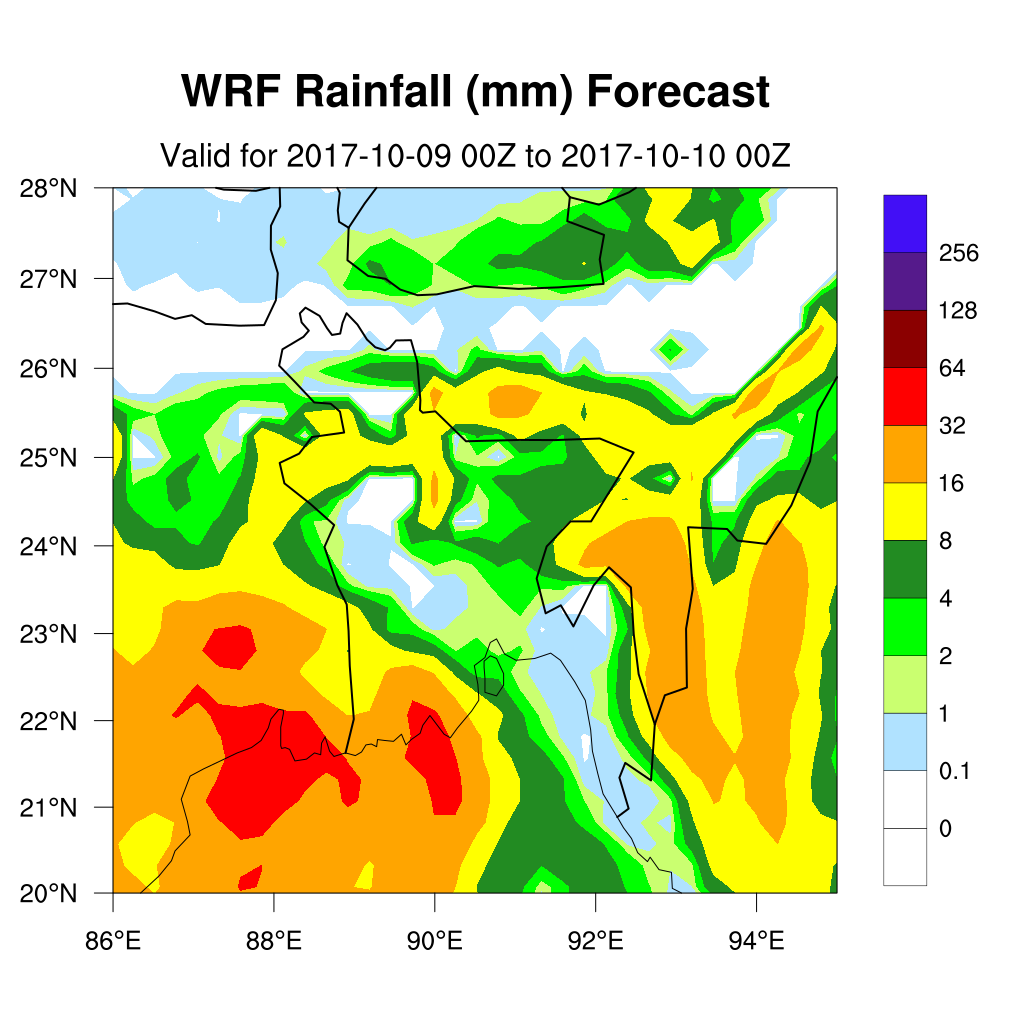 WRF Rainfall (mm) Forecast
Valid for 2017-10-09 00Z to 2017-10-10 00Z
28°N
27°N
26°N
25°N
24°N
23°N
22°N
21°N
20°N
86°E 88°E 90°E 92°E 94°E
256
128
64
32
16
8
4
2
1
0.1
0